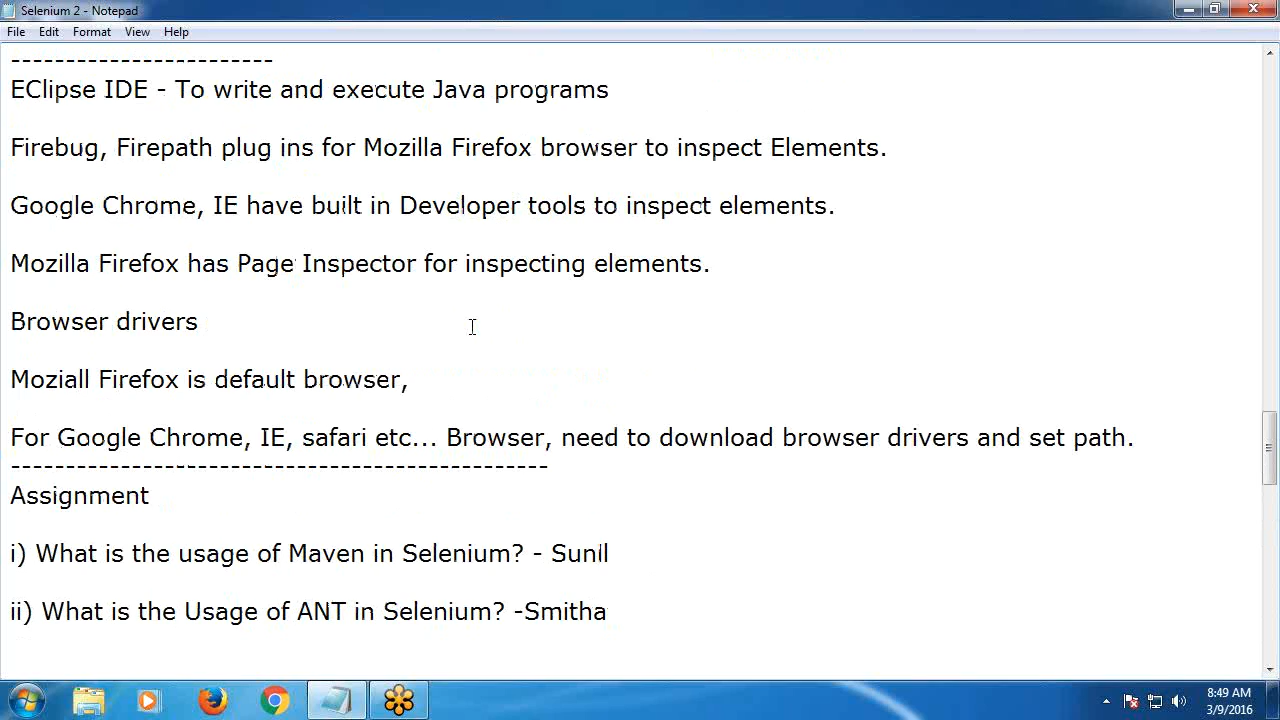 Selenium 2 - Notepad
File Edit Format View Help
------------------------
EClipse IDE - To write and execute Java programs
Firebug, Firepath plug ins for Mozilla Firefox browser to inspect Elements.
Google Chrome, IE have built in Developer tools to inspect elements.
Mozilla Firefox has Page Inspector for inspecting elements.
Browser drivers
Moziall Firefox is default browser,
For Google Chrome, IE, safari etc... Browser, need to download browser drivers and set path.
-------------------------------------------------
Assignment
i) What is the usage of Maven in Selenium? - Sunil
ii) What is the Usage of ANT in Selenium? -Smitha
8:49 AM
3/9/2016